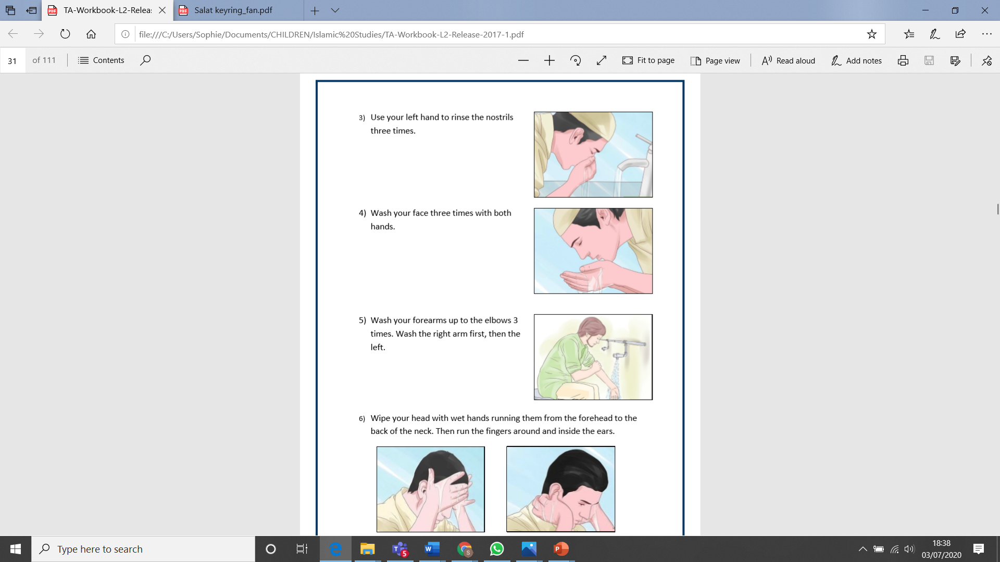 TA-Workbook-L2-Relea
Salat keyring_fan.pdf
file:///C:/Users/Sophie/Documents/CHILDREN/Islamic%20Studies/TA-Workbook-L2-Release-2017-1.pdf
31 of 111 Contents Fit to page Page view Read aloud Add notes
3) Use your left hand to rinse the nostrils
three times.
4) Wash your face three times with both
hands.
5) Wash your forearms up to the elbows 3
times. Wash the right arm first, then the
left.
6) Wipe your head with wet hands running them from the forehead to the
back of the neck. Then run the fingers around and inside the ears.
Type here to search
18:38
03/07/2020